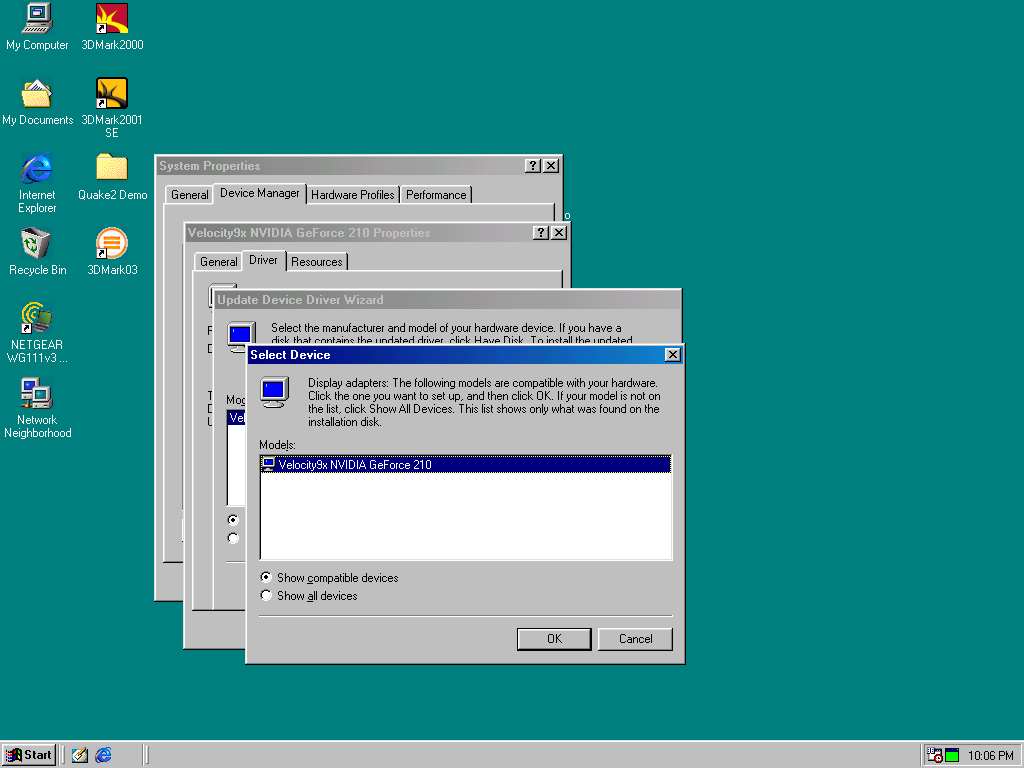 My Computer
3DMark2000
My Documents
3DMark2001
SE
Internet
Explorer
Quake2 Demo
Recycle Bin
3DMark03
NETGEAR
WG111v3 ...
Network
Neighborhood
System Properties
General
Device Manager
Hardware Profiles
Performance
Velocity9x NVIDIA GeForce 210 Properties
General
Driver
Resources
Update Device Driver Wizard
Select the manufacturer and model of your hardware device. If you have a
disk that contains the updated driver, click Have Disk. To install the updated
Select Device
Display adapters: The following models are compatible with your hardware.
Click the one you want to set up, and then click OK. If your model is not on
the list, click Show All Devices. This list shows only what was found on the
installation disk.
Models:
Velocity9x NVIDIA GeForce 210
Show compatible devices
Show all devices
OK
Cancel
Start
10:06 PM